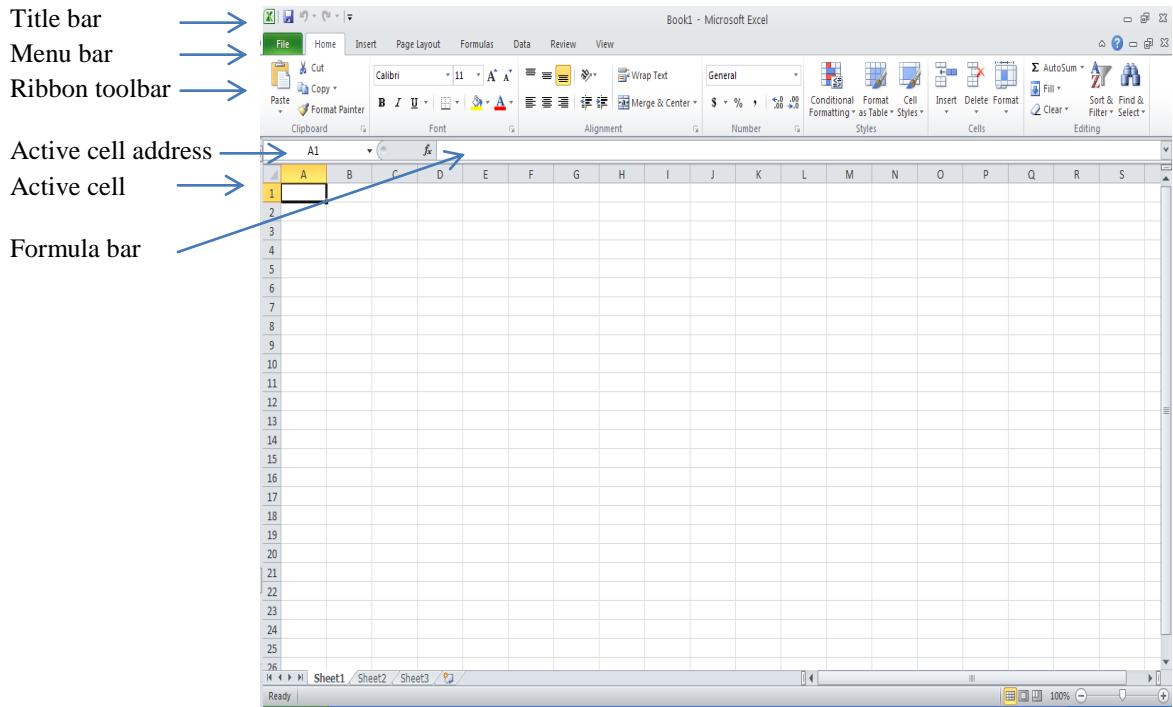 Title bar
Menu bar
Ribbon toolbar
Active cell address
Active cell
Formula bar
Book1 - Microsoft Excel
File Home Insert Page Layout Formulas Data Review View
Cut
Copy
Format Painter
Paste
Clipboard
Calibri 11 A A
B I U A
Font
Wrap Text
Merge & Center
Alignment
General
$ % , .0 .00 .00 .0
Number
Conditional Formatting
Format as Table
Cell Styles
Styles
Insert Delete Format
Cells
Σ AutoSum
Fill
Clear
Sort & Filter
Find & Select
Editing
A1 fx
A B C D E F G H I J K L M N O P Q R S
1
2
3
4
5
6
7
8
9
10
11
12
13
14
15
16
17
18
19
20
21
22
23
24
25
26
Sheet1 Sheet2 Sheet3
Ready 100%